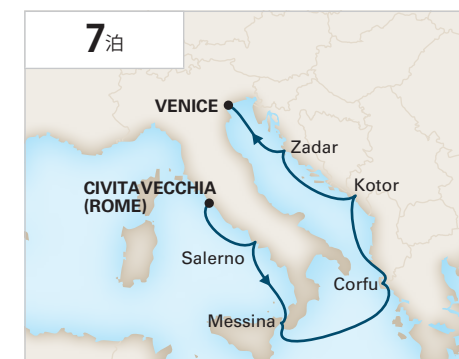 7泊
VENICE
Zadar
Kotor
CIVITAVECCHIA
(ROME)
Salerno
Corfu
Messina